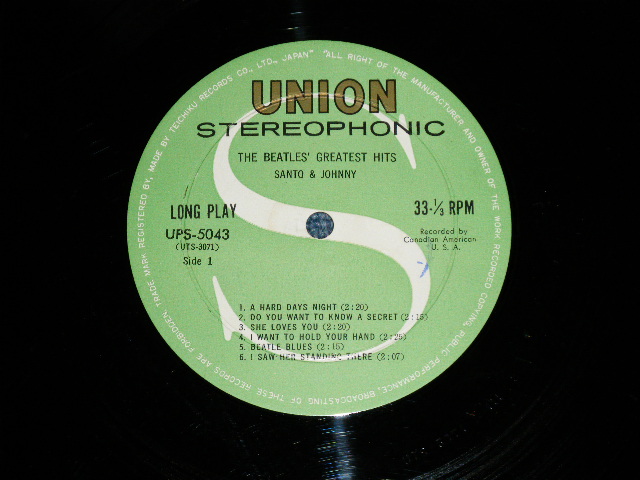 TRADE MARK REGISTERED BY, MADE BY TEICHIKU RECORDS CO., LTD., JAPAN" "ALL RIGHT OF THE MANUFACTURER AND OWNER OF THE WORK RECORDED COPYING, PUBLIC PERFORMANCE, BROADCASTING OF THESE RECORDS ARE FORBIDDEN,
UNION
STEREOPHONIC
THE BEATLES' GREATEST HITS
SANTO & JOHNNY
LONG PLAY
33·1/3 RPM
UPS-5043
(UTS-3071)
Side 1
Recorded by
Canadian American
U. S. A.
1. A HARD DAYS NIGHT (2:20)
2. DO YOU WANT TO KNOW A SECRET (2:15)
3. SHE LOVES YOU (2:20)
4. I WANT TO HOLD YOUR HAND (2:25)
5. BEATLE BLUES (2:15)
6. I SAW HER STANDING THERE (2:07)